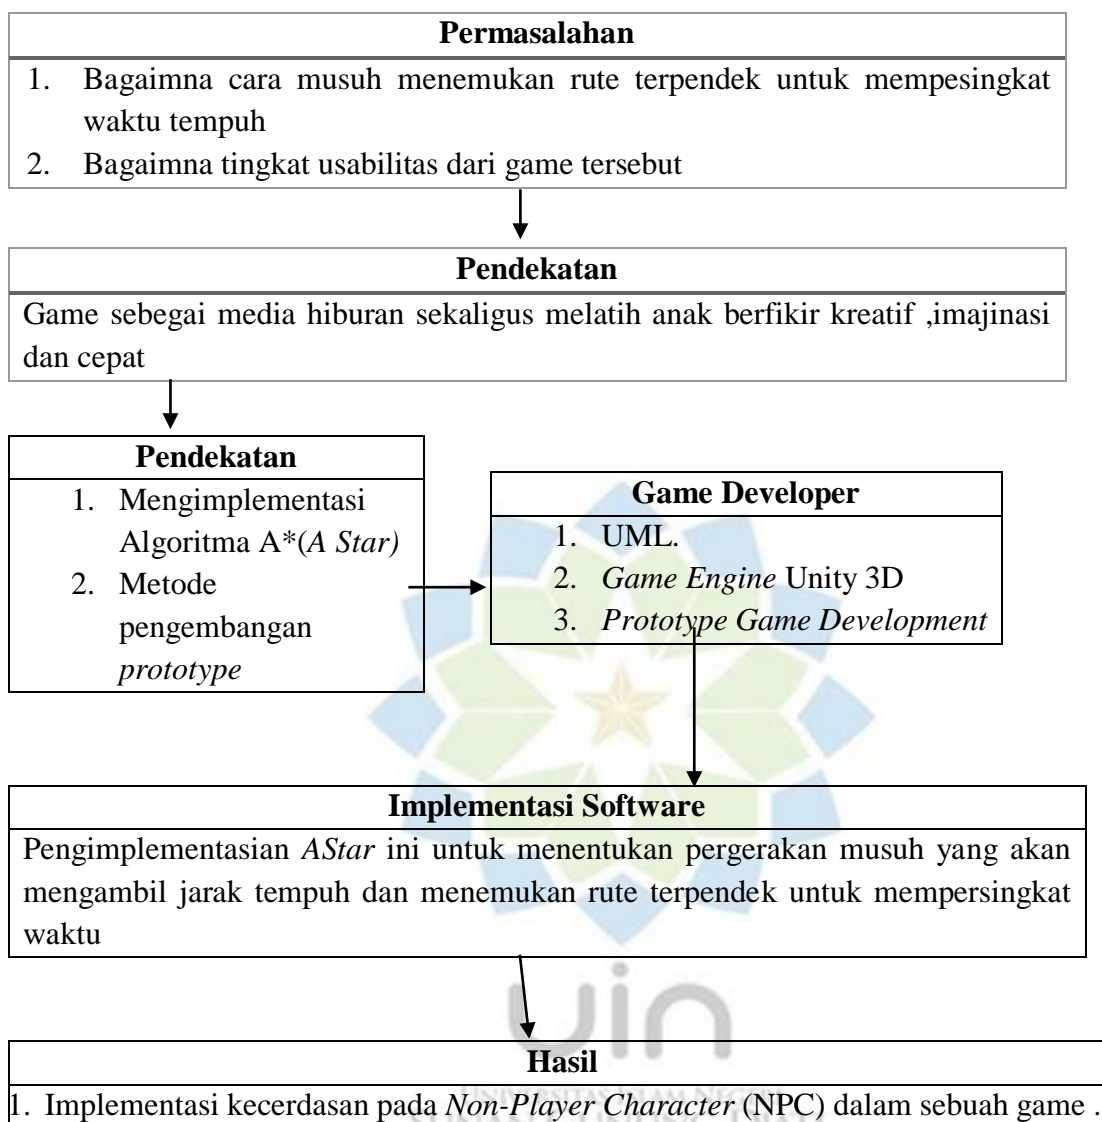 Permasalahan
1. Bagaimna cara musuh menemukan rute terpendek untuk mempesingkat
waktu tempuh
2. Bagaimna tingkat usabilitas dari game tersebut
Pendekatan
Game sebegai media hiburan sekaligus melatih anak berfikir kreatif ,imajinasi
dan cepat
Pendekatan
1. Mengimplementasi
Algoritma A*(A Star)
2. Metode
pengembangan
prototype
Game Developer
1. UML.
2. Game Engine Unity 3D
3. Prototype Game Development
Implementasi Software
Pengimplementasian AStar ini untuk menentukan pergerakan musuh yang akan
mengambil jarak tempuh dan menemukan rute terpendek untuk mempersingkat
waktu
uin
Hasil
1. Implementasi kecerdasan pada Non-Player Character (NPC) dalam sebuah game .